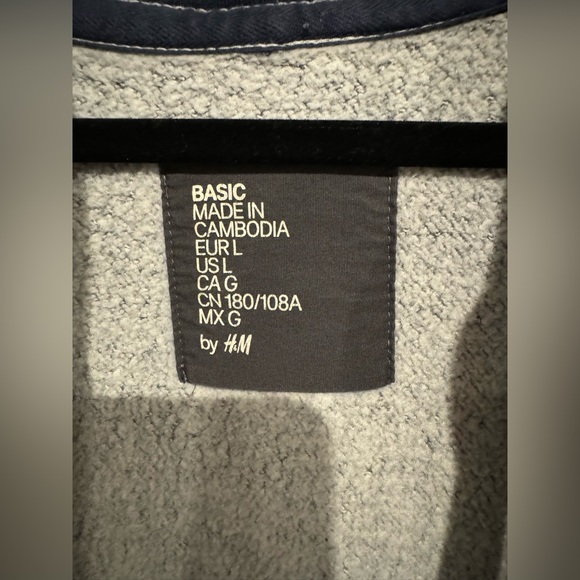 BASIC
MADE IN
CAMBODIA
EUR L
US L
CA G
CN 180/108A
MX G
by H&M